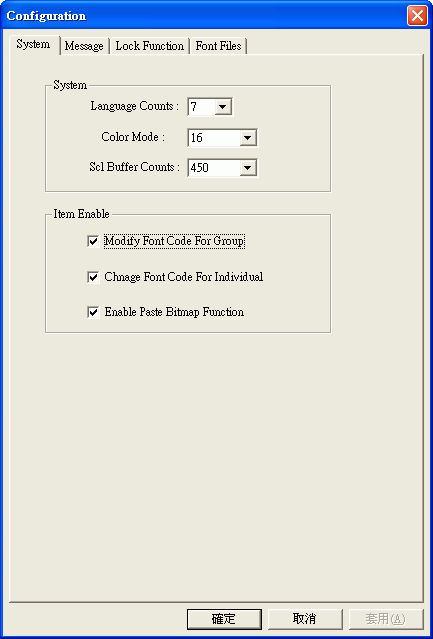 Configuration
System Message Lock Function Font Files
System
Language Counts : 7
Color Mode : 16
Scl Buffer Counts : 450
Item Enable
Modify Font Code For Group
Chnage Font Code For Individual
Enable Paste Bitmap Function
確定 取消 套用(A)